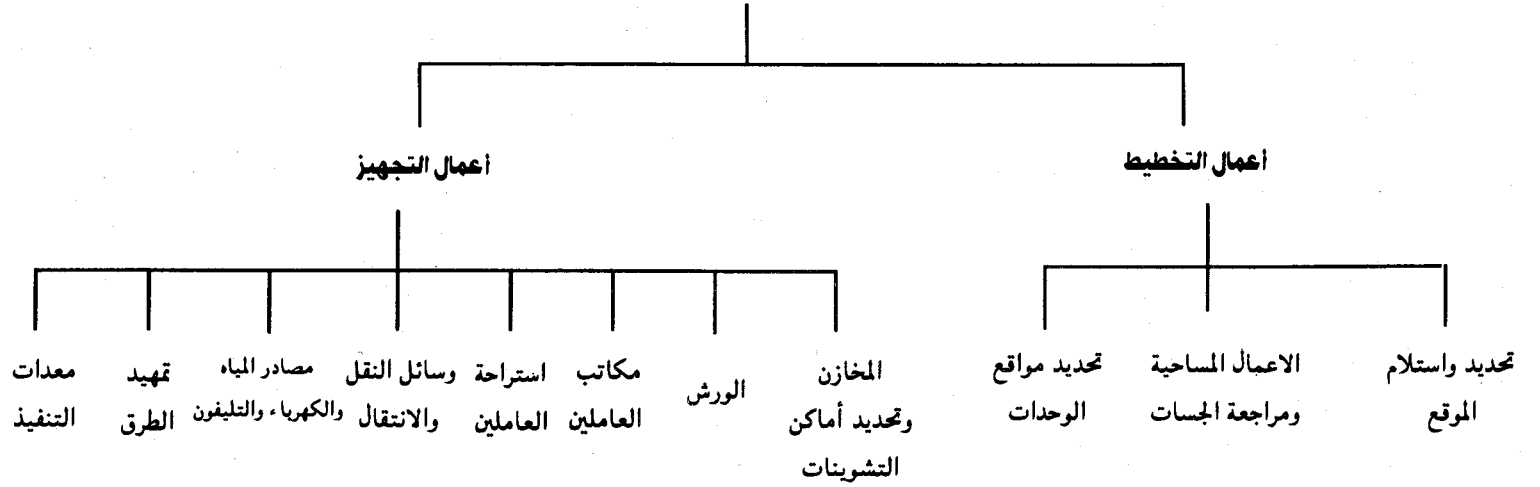 أعمال التخطيط
أعمال التجهيز
تحديد واستلام
الموقع
الاعمال المساحية
ومراجعة الجسات
تحديد مواقع
الوحدات
المخازن
وتحديد أماكن
التشوينات
الورش
مكاتب
العاملين
استراحة
العاملين
وسائل النقل
والانتقال
مصادر المياه
والكهرباء والتليفون
تمهيد
الطرق
معدات
التنفيذ